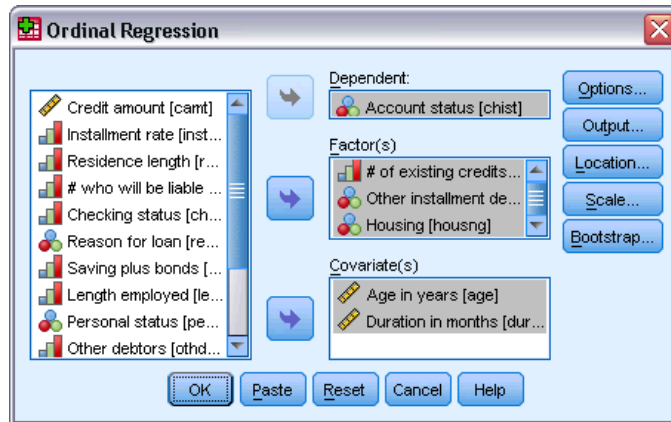 Ordinal Regression
Credit amount [camt]
Installment rate [inst...
Residence length [r...
# who will be liable ...
Checking status [ch...
Reason for loan [re...
Saving plus bonds [...
Length employed [le...
Personal status [pe...
Other debtors [othd...
Dependent:
Account status [chist]
Factor(s)
# of existing credits...
Other installment de...
Housing [housng]
Covariate(s)
Age in years [age]
Duration in months [dur...
Options...
Output...
Location...
Scale...
Bootstrap...
OK Paste Reset Cancel Help